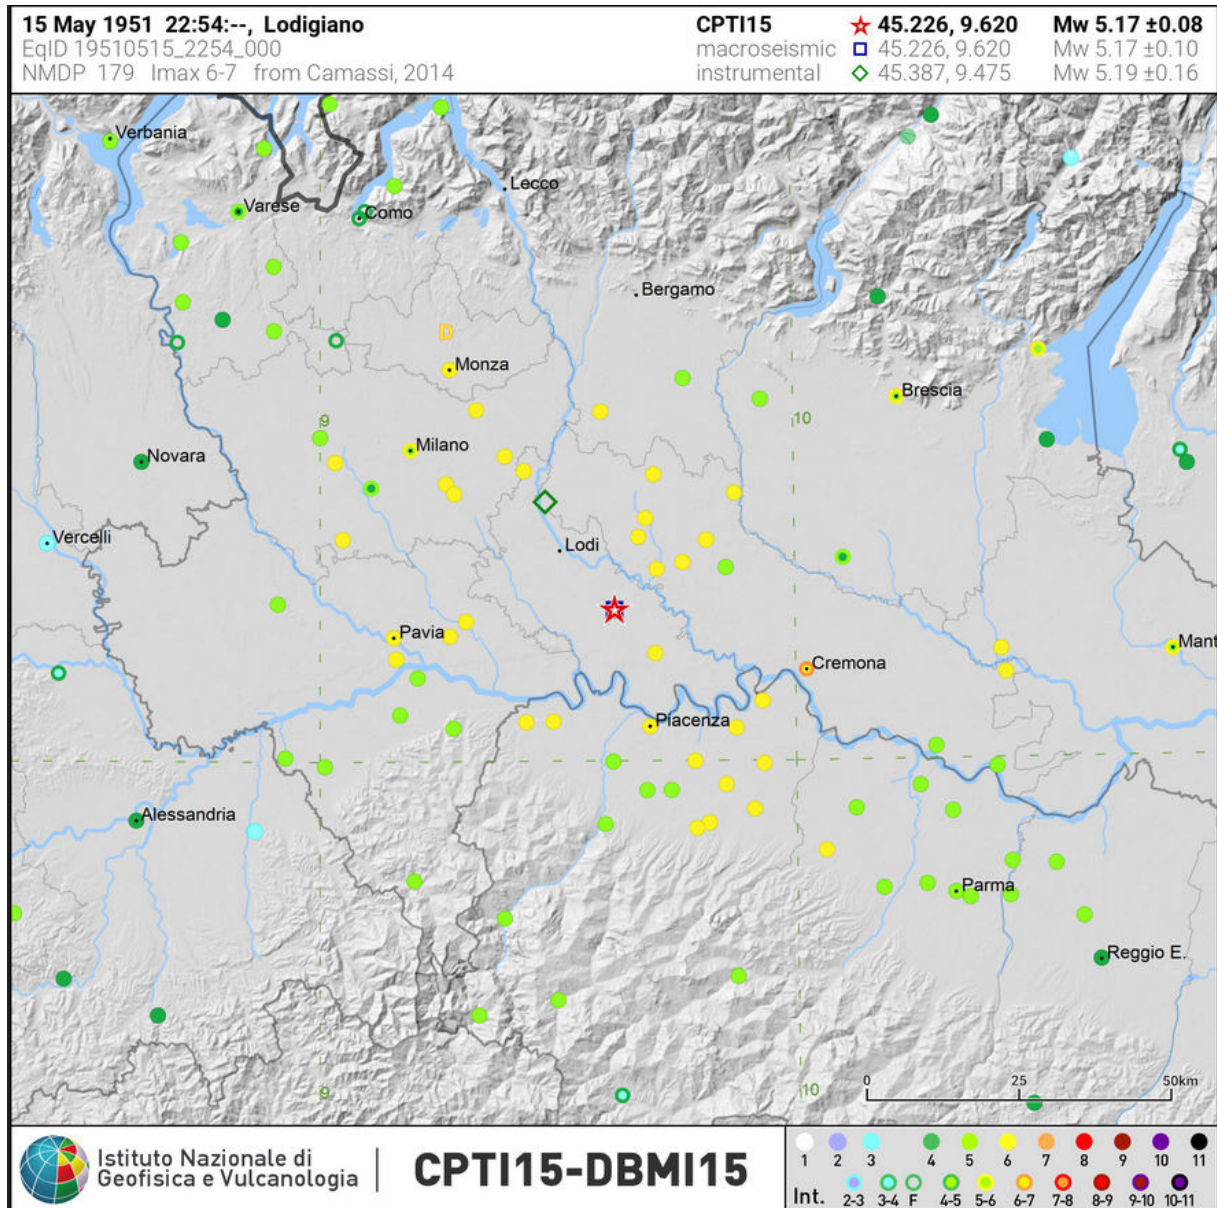 15 May 1951 22:54:--, Lodigiano
EqID 19510515_2254_000
NMDP 179 Imax 6-7 from Camassi, 2014
CPTI15 45.226, 9.620 Mw 5.17 ±0.08
macroseismic 45.226, 9.620 Mw 5.17 ±0.10
instrumental 45.387, 9.475 Mw 5.19 ±0.16
Verbania
Lecco
Varese
Como
Bergamo
D
Monza
Brescia
9
10
Milano
Novara
Vercelli
Lodi
Pavia
Mant
Cremona
Piacenza
Alessandria
Parma
Reggio E.
9
10
0 25 50km
Istituto Nazionale di
Geofisica e Vulcanologia
CPTI15-DBMI15
1 2 3 4 5 6 7 8 9 10 11
Int. 2-3 3-4 F 4-5 5-6 6-7 7-8 8-9 9-10 10-11